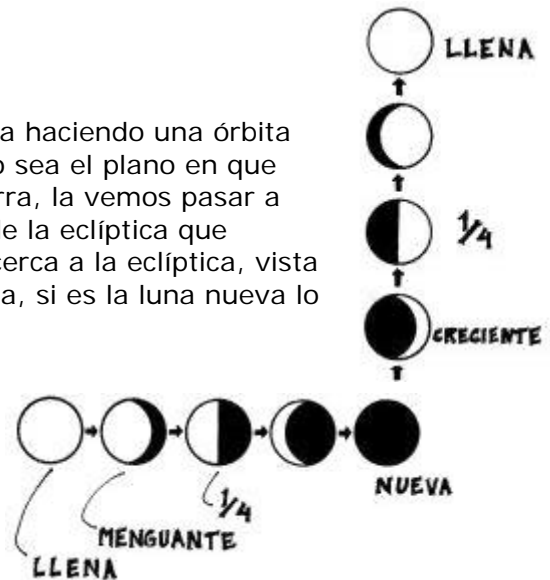 LLENA
a haciendo una órbita
o sea el plano en que
rra, la vemos pasar a
de la eclíptica que
cerca a la eclíptica, vista
a, si es la luna nueva lo
1/4
CRECIENTE
NUEVA
1/4
MENGUANTE
LLENA